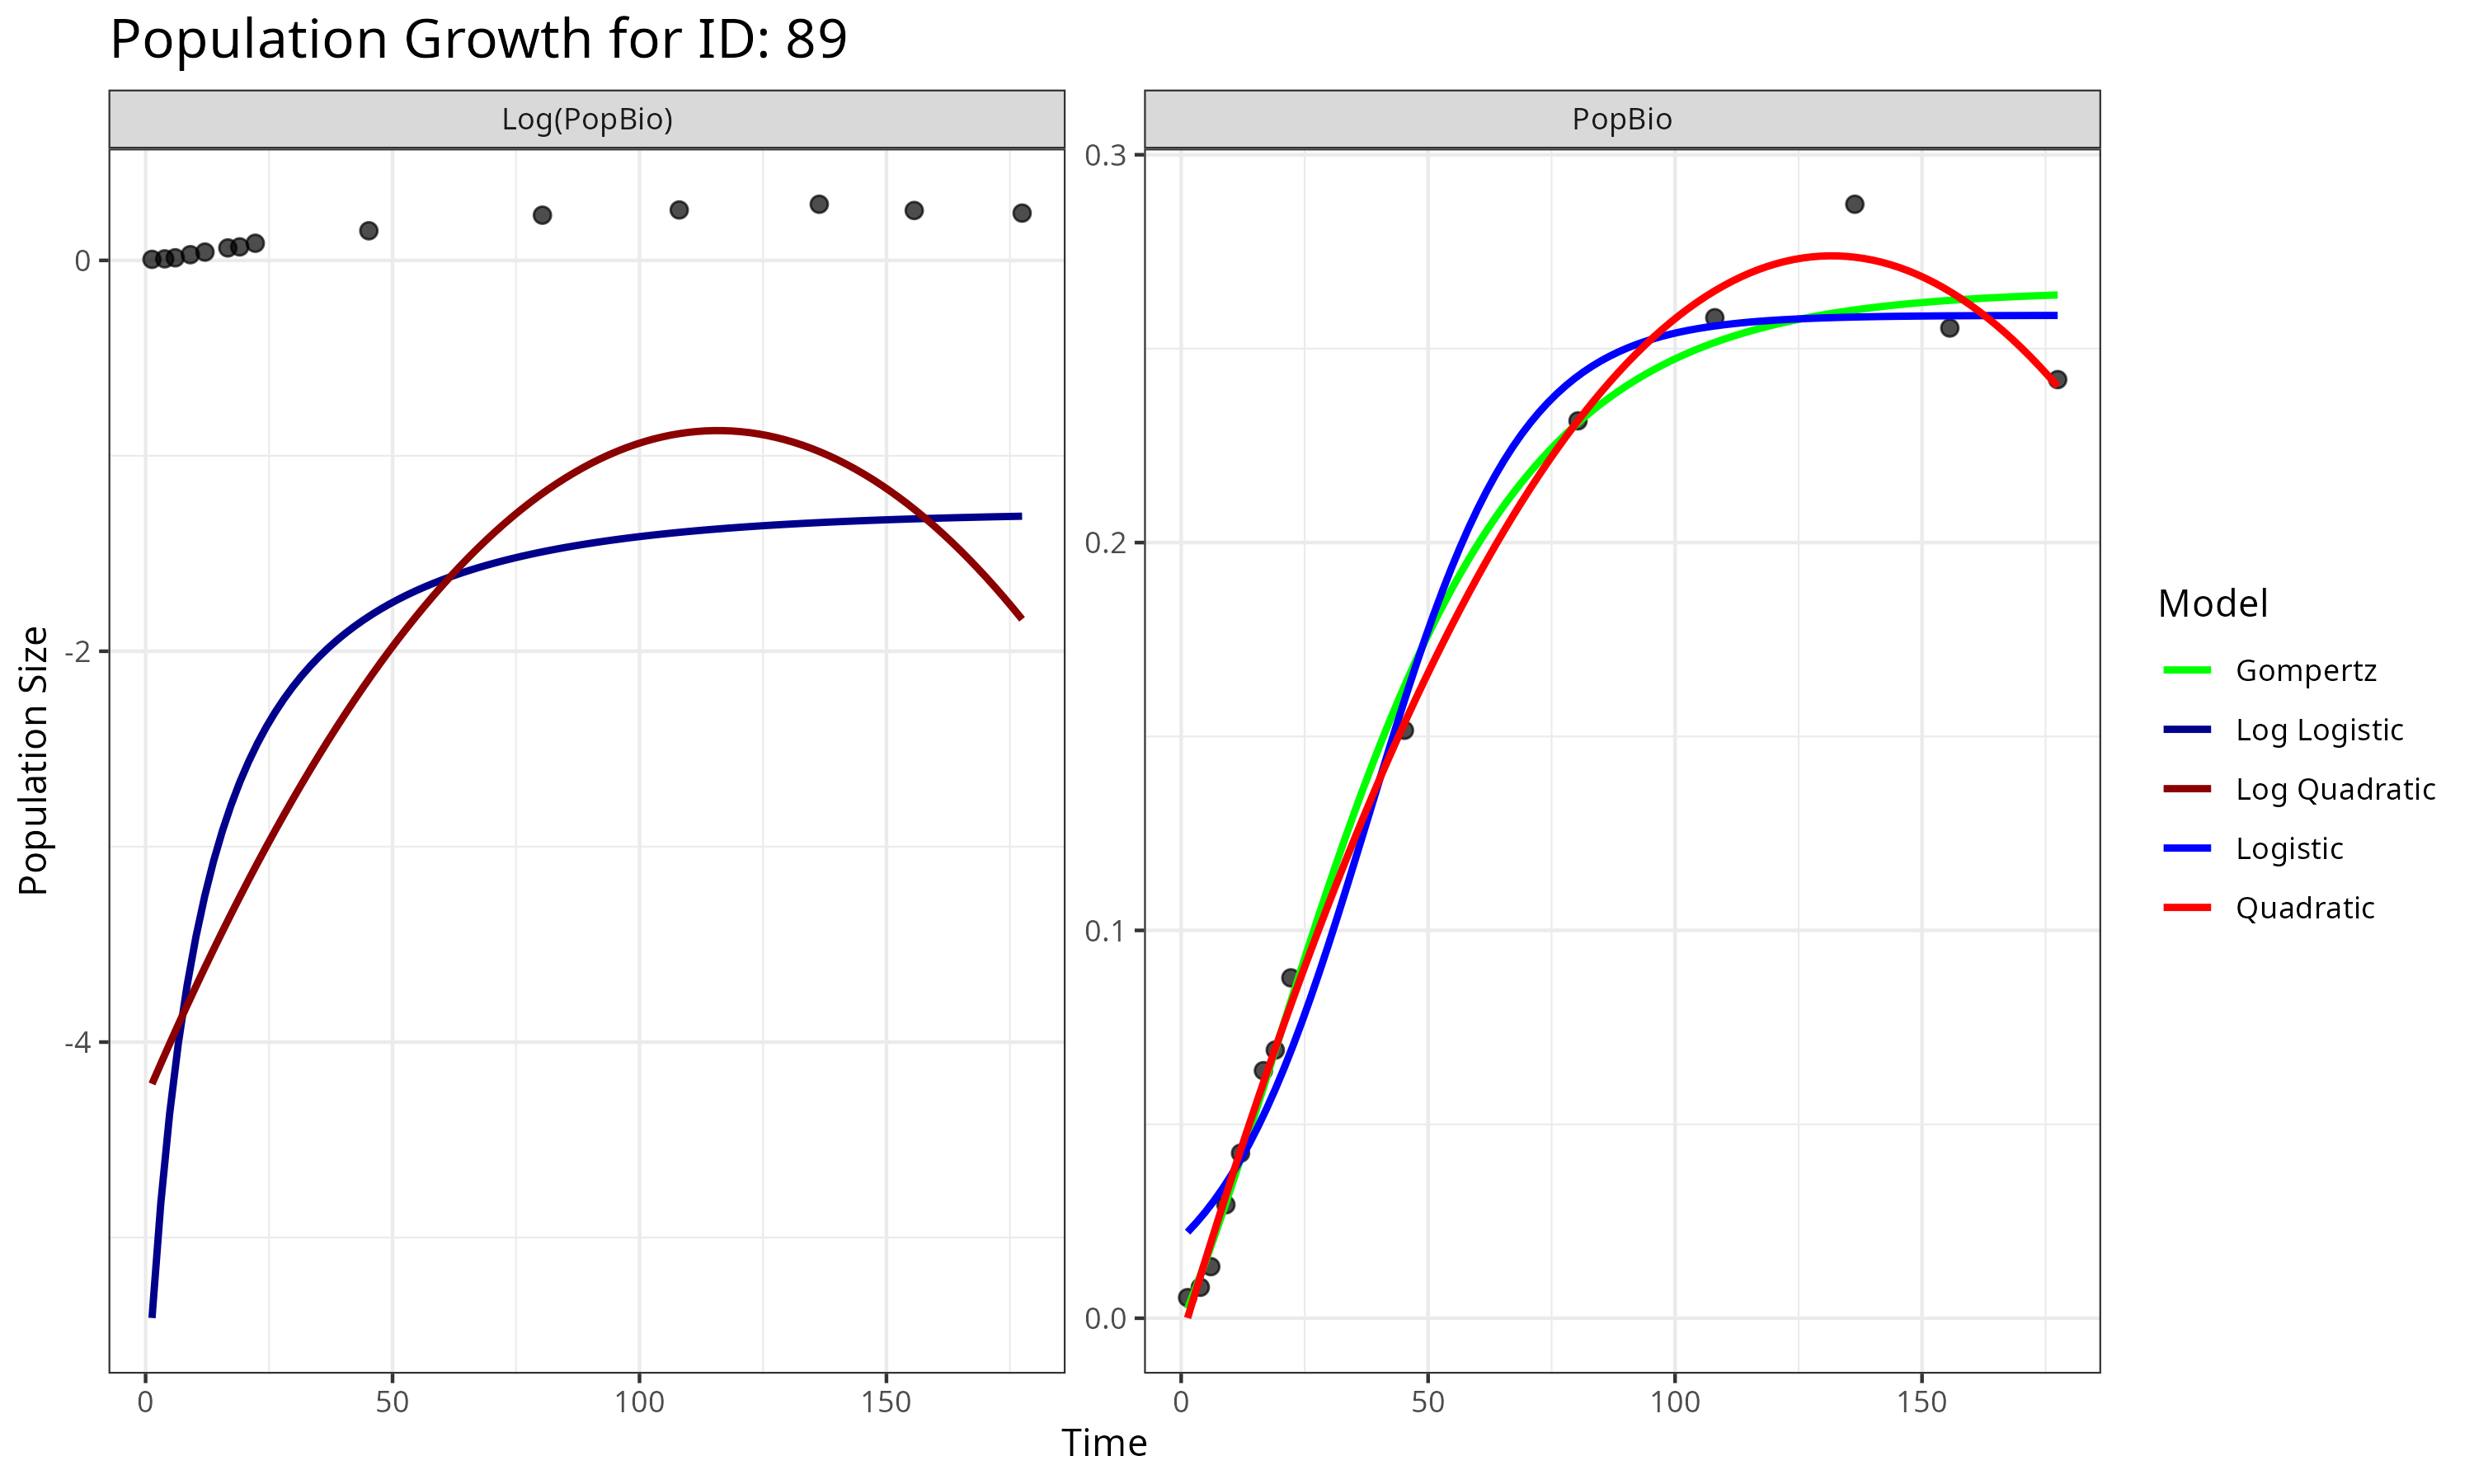 Population Growth for ID: 89
Log(PopBio)
PopBio
Population Size
0
-2
-4
0.3
0.2
0.1
0.0
0 50 100 150
0 50 100 150
Time
Model
Gompertz
Log Logistic
Log Quadratic
Logistic
Quadratic